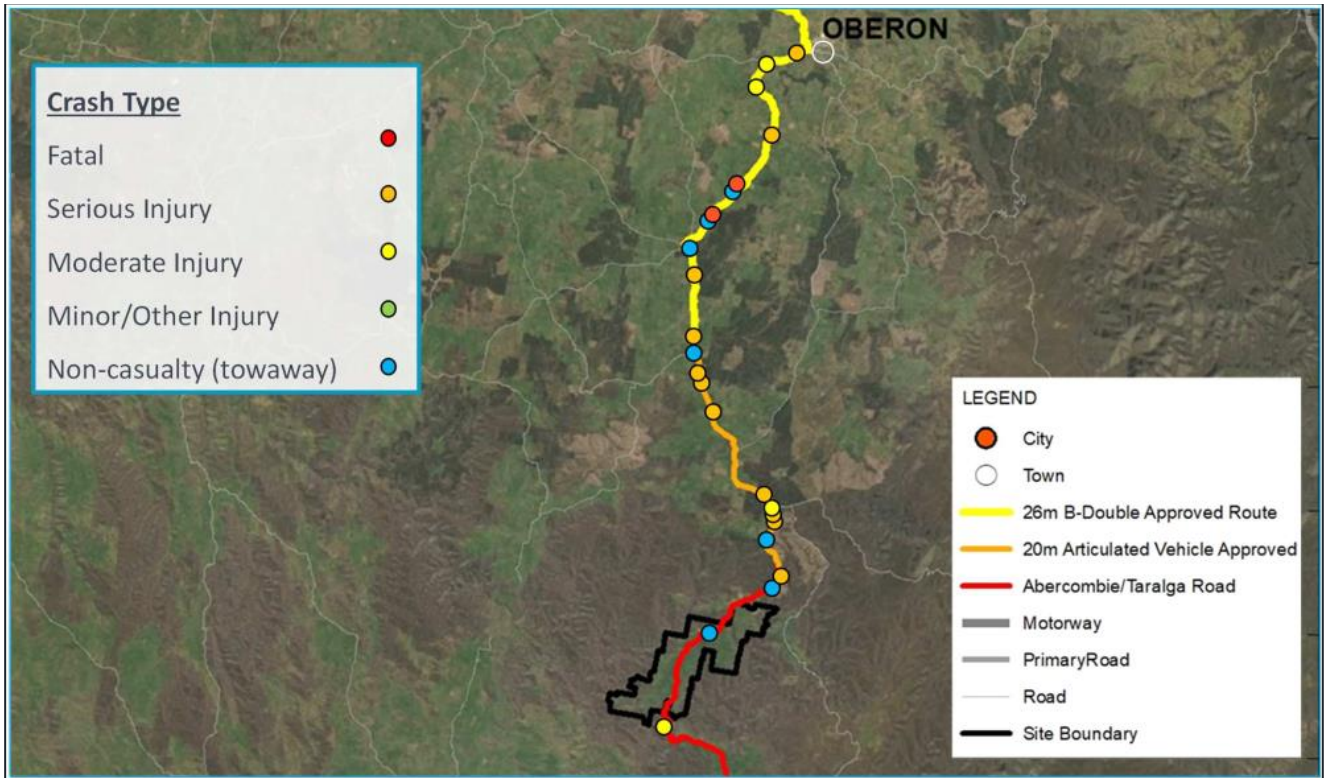 OBERON
Crash Type
Fatal
Serious Injury
Moderate Injury
Minor/Other Injury
Non-casualty (towaway)
LEGEND
City
Town
26m B-Double Approved Route
20m Articulated Vehicle Approved
Abercombie/Taralga Road
Motorway
PrimaryRoad
Road
Site Boundary